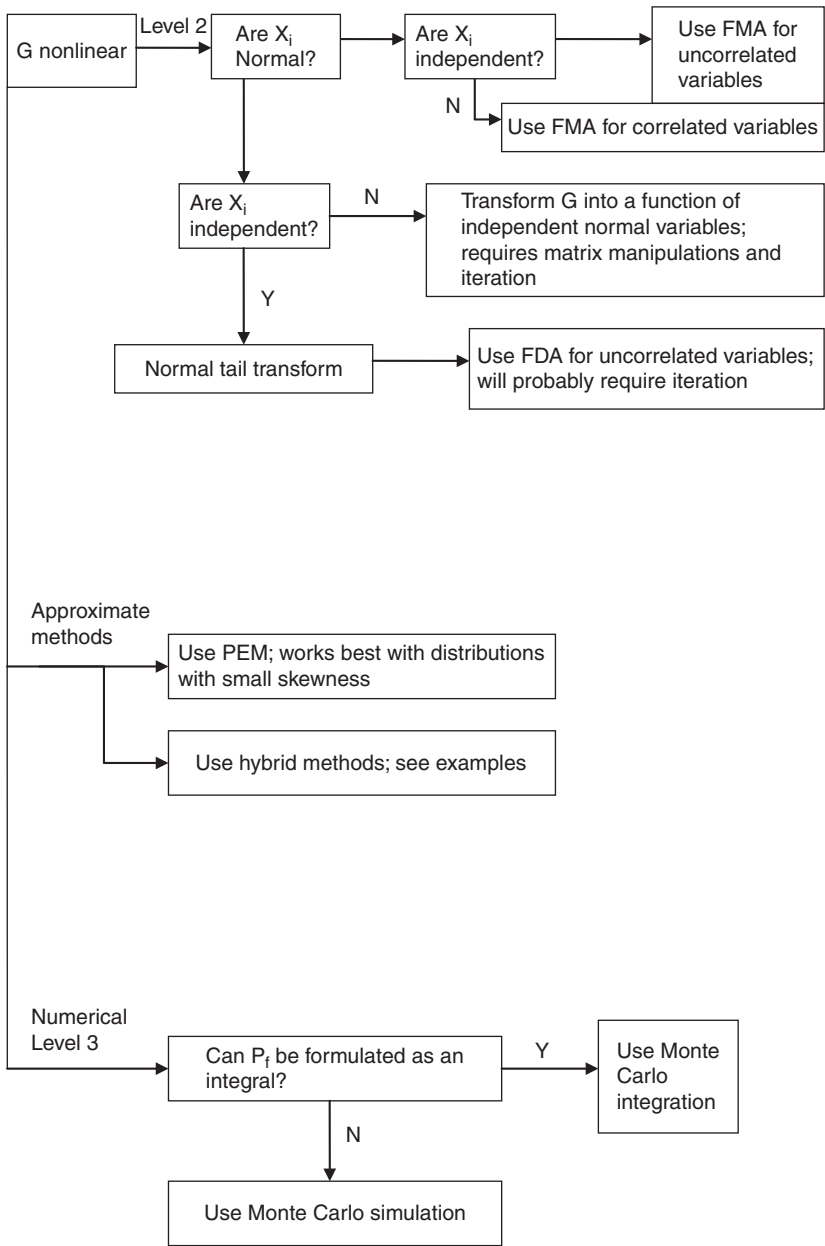 G nonlinear
Level 2
Are Xi
Normal?
Are Xi
independent?
Use FMA for
uncorrelated
variables
N
Use FMA for correlated variables
Are Xi
independent?
N
Transform G into a function of
independent normal variables;
requires matrix manipulations and
iteration
Y
Normal tail transform
Use FDA for uncorrelated variables;
will probably require iteration
Approximate
methods
Use PEM; works best with distributions
with small skewness
Use hybrid methods; see examples
Numerical
Level 3
Can Pf be formulated as an
integral?
Y
Use Monte
Carlo
integration
N
Use Monte Carlo simulation